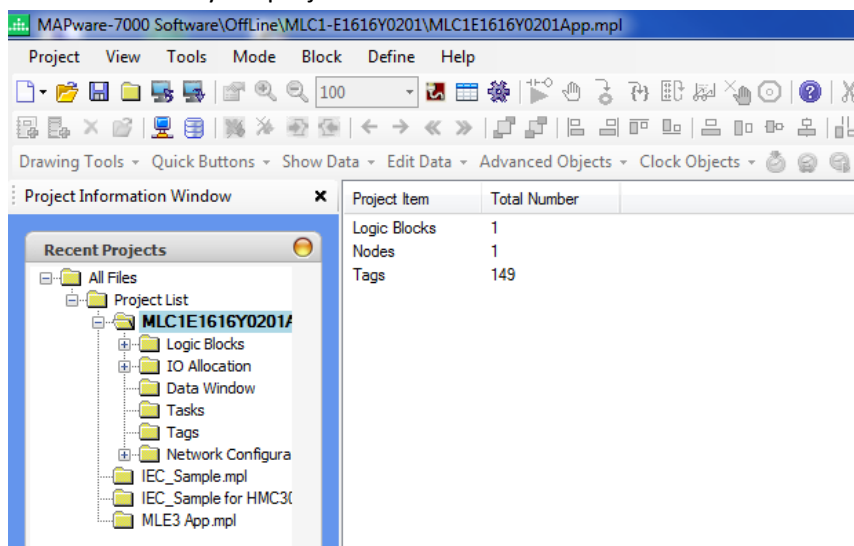 MAPware-7000 Software\OffLine\MLC1-E1616Y0201\MLC1E1616Y0201App.mpl
Project View Tools Mode Block Define Help
100
Drawing Tools Quick Buttons Show Data Edit Data Advanced Objects Clock Objects
Project Information Window
Project Item Total Number
Logic Blocks 1
Nodes 1
Tags 149
Recent Projects
All Files
Project List
MLC1E1616Y0201A
Logic Blocks
IO Allocation
Data Window
Tasks
Tags
Network Configura
IEC_Sample.mpl
IEC_Sample for HMC30
MLE3 App.mpl